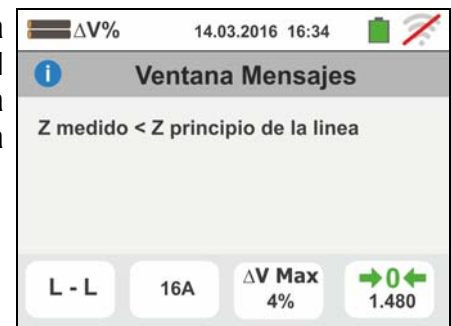 ΔV% 14.03.2016 16:34
Ventana Mensajes
Z medido < Z principio de la linea
L - L 16A ΔV Max 4% ➔0← 1.480